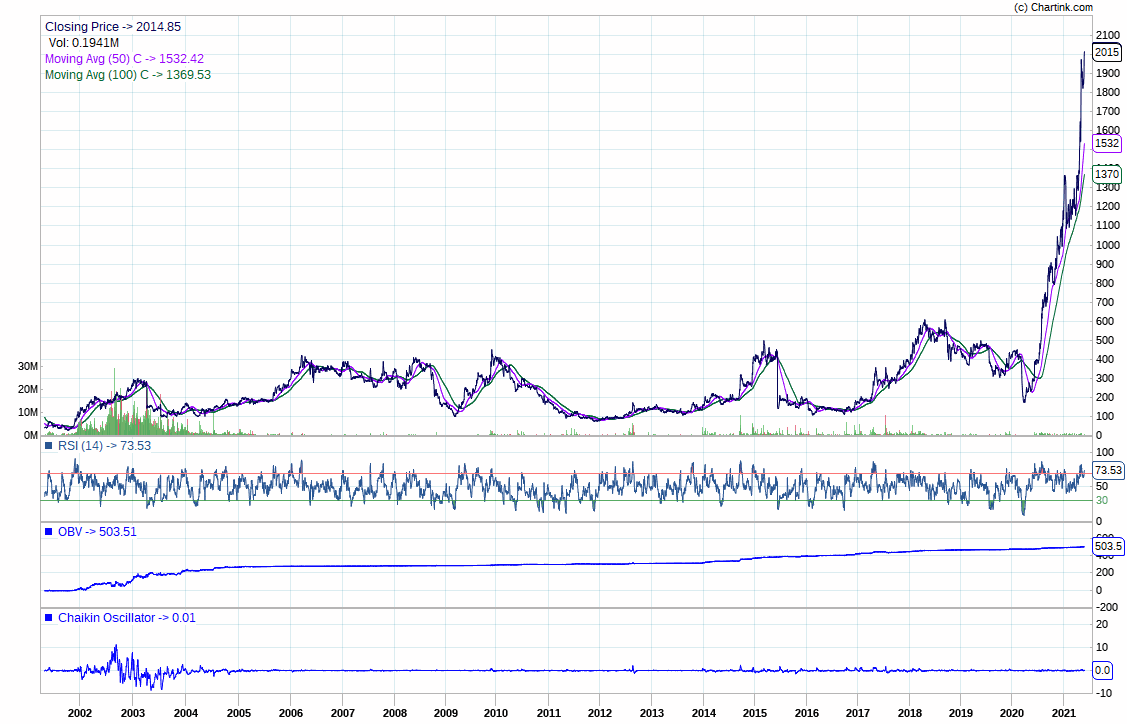 (c) Chartink.com
Closing Price -> 2014.85
Vol: 0.1941M
Moving Avg (50) C -> 1532.42
Moving Avg (100) C -> 1369.53
2100
2015
1900
1800
1700
1600
1532
1370
1300
1200
1100
1000
900
800
700
600
500
400
300
200
100
0
30M
20M
10M
0M
RSI (14) -> 73.53
100
73.53
50
30
0
OBV -> 503.51
503.5
200
0
-200
Chaikin Oscillator -> 0.01
20
10
0.0
-10
2002 2003 2004 2005 2006 2007 2008 2009 2010 2011 2012 2013 2014 2015 2016 2017 2018 2019 2020 2021